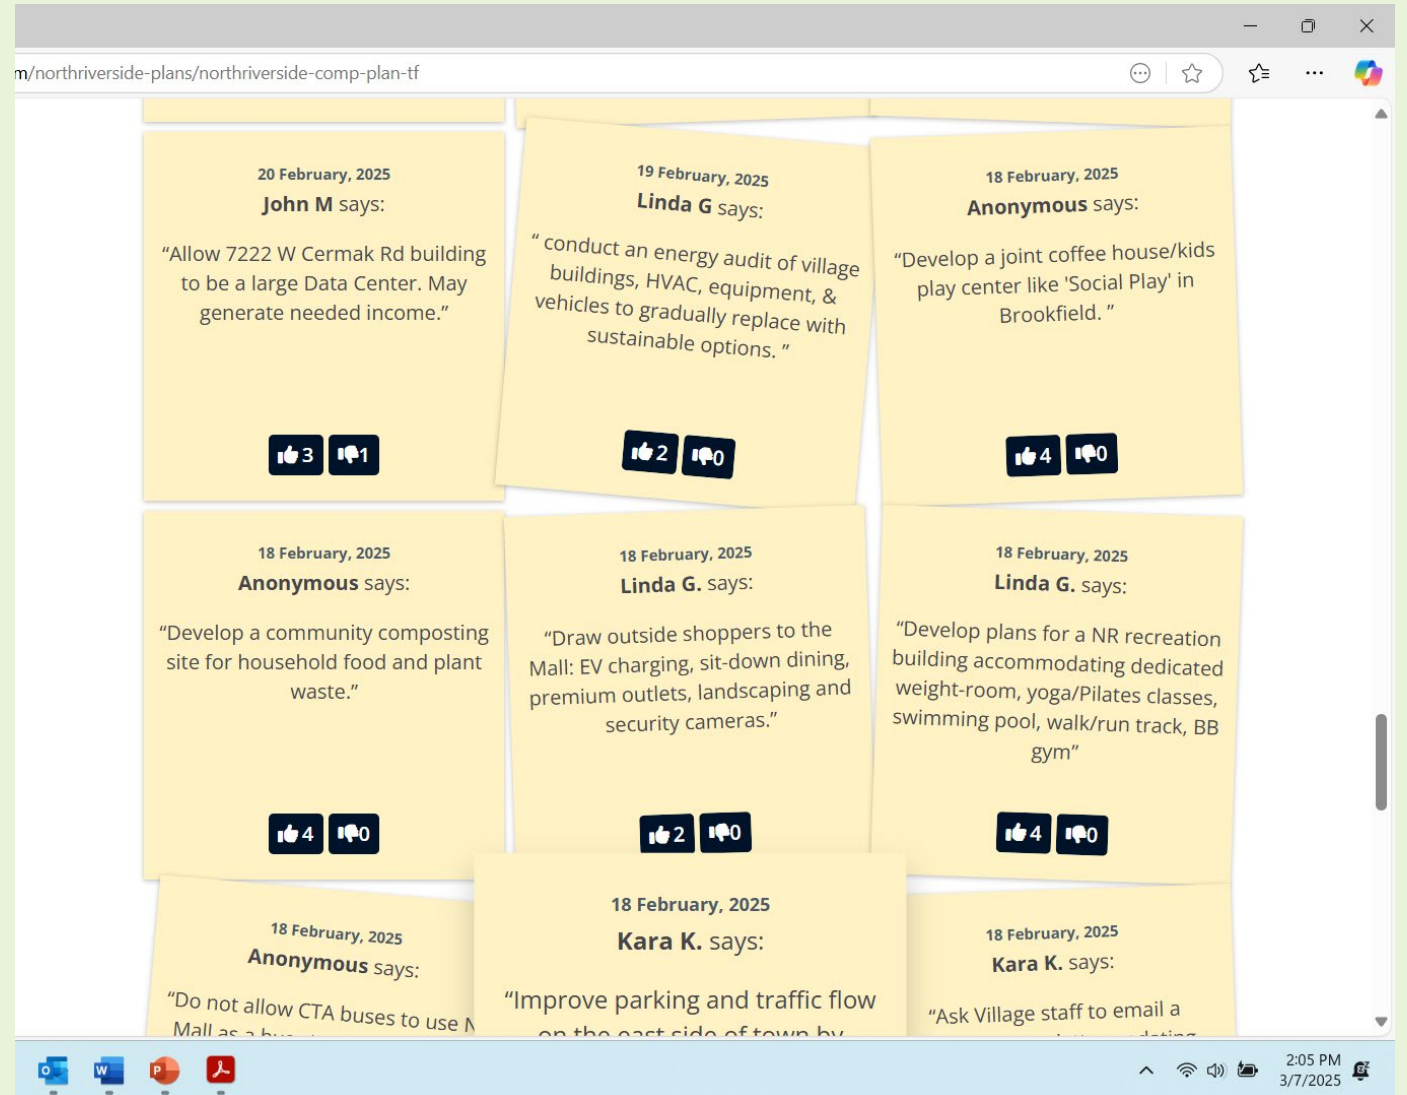 m/northriverside-plans/northriverside-comp-plan-tf
20 February, 2025
John M says:
“Allow 7222 W Cermak Rd building
to be a large Data Center. May
generate needed income.”
3 1
19 February, 2025
Linda G says:
“ conduct an energy audit of village
buildings, HVAC, equipment, &
vehicles to gradually replace with
sustainable options. ”
2 0
18 February, 2025
Anonymous says:
“Develop a joint coffee house/kids
play center like 'Social Play' in
Brookfield. ”
4 0
18 February, 2025
Anonymous says:
“Develop a community composting
site for household food and plant
waste.”
4 0
18 February, 2025
Linda G. says:
“Draw outside shoppers to the
Mall: EV charging, sit-down dining,
premium outlets, landscaping and
security cameras.”
2 0
18 February, 2025
Linda G. says:
“Develop plans for a NR recreation
building accommodating dedicated
weight-room, yoga/Pilates classes,
swimming pool, walk/run track, BB
gym”
4 0
18 February, 2025
Anonymous says:
“Do not allow CTA buses to use N
Mall as a
18 February, 2025
Kara K. says:
“Improve parking and traffic flow
on the east side of town by
18 February, 2025
Kara K. says:
“Ask Village staff to email a
2:05 PM
3/7/2025